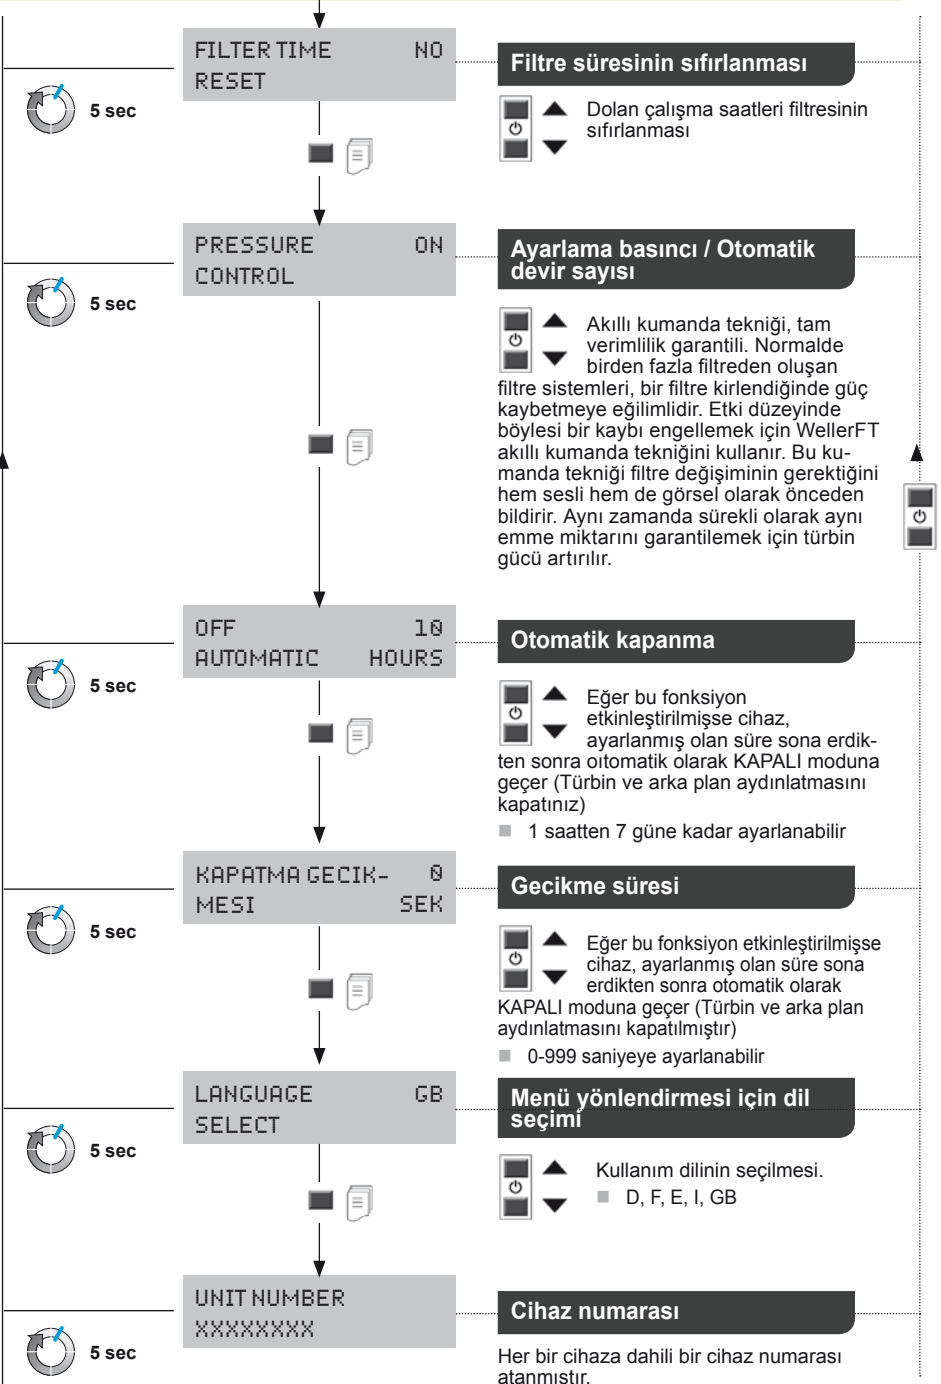 FILTER TIME NO
RESET
5 sec
Filtre süresinin sıfırlanması
Dolan çalışma saatleri filtresinin
sıfırlanması
PRESSURE ON
CONTROL
5 sec
Ayarlama basıncı / Otomatik
devir sayısı
Akıllı kumanda tekniği, tam
verimlilik garantili. Normalde
birden fazla filtreden oluşan
filtre sistemleri, bir filtre kirlendiğinde güç
kaybetmeye eğilimlidir. Etki düzeyinde
böylesi bir kaybı engellemek için WellerFT
akıllı kumanda tekniğini kullanır. Bu ku-
manda tekniği filtre değişiminin gerektiğini
hem sesli hem de görsel olarak önceden
bildirir. Aynı zamanda sürekli olarak aynı
emme miktarını garantilemek için türbin
gücü artırılır.
OFF 10
AUTOMATIC HOURS
5 sec
Otomatik kapanma
Eğer bu fonksiyon
etkinleştirilmişse cihaz,
ayarlanmış olan süre sona erdik-
ten sonra oıtomatik olarak KAPALI moduna
geçer (Türbin ve arka plan aydınlatmasını
kapatınız)
1 saatten 7 güne kadar ayarlanabilir
KAPATMA GECIK- 0
MESI SEK
5 sec
Gecikme süresi
Eğer bu fonksiyon etkinleştirilmişse
cihaz, ayarlanmış olan süre sona
erdikten sonra otomatik olarak
KAPALI moduna geçer (Türbin ve arka plan
aydınlatmasını kapatılmıştır)
0-999 saniyeye ayarlanabilir
LANGUAGE GB
SELECT
5 sec
Menü yönlendirmesi için dil
seçimi
Kullanım dilinin seçilmesi.
D, F, E, I, GB
UNIT NUMBER
XXXXXXXX
5 sec
Cihaz numarası
Her bir cihaza dahili bir cihaz numarası
atanmıştır.